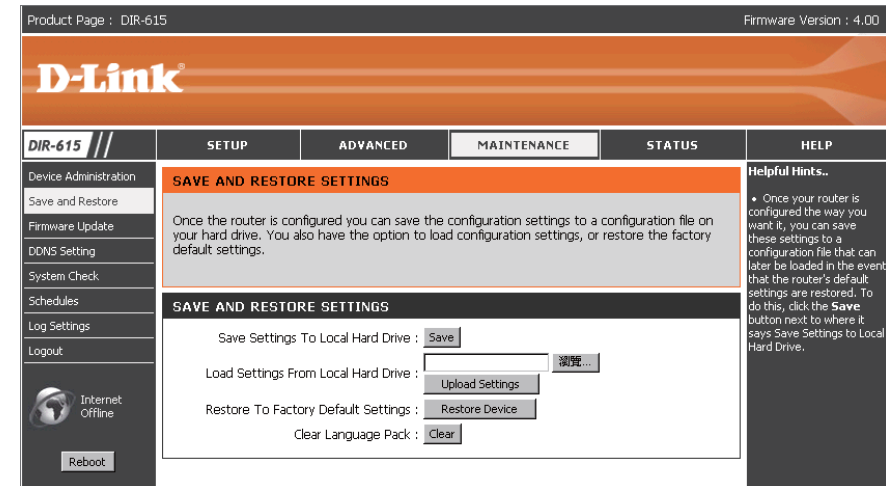 Product Page : DIR-615
Firmware Version : 4.00
D-Link®
DIR-615
SETUP
ADVANCED
MAINTENANCE
STATUS
HELP
Device Administration
Save and Restore
Firmware Update
DDNS Setting
System Check
Schedules
Log Settings
Logout
Internet
Offline
Reboot
SAVE AND RESTORE SETTINGS
Once the router is configured you can save the configuration settings to a configuration file on
your hard drive. You also have the option to load configuration settings, or restore the factory
default settings.
SAVE AND RESTORE SETTINGS
Save Settings To Local Hard Drive : Save
Load Settings From Local Hard Drive : 瀏覽...
Upload Settings
Restore To Factory Default Settings : Restore Device
Clear Language Pack : Clear
Helpful Hints..
• Once your router is
configured the way you
want it, you can save
these settings to a
configuration file that can
later be loaded in the event
that the router's default
settings are restored. To
do this, click the Save
button next to where it
says Save Settings to Local
Hard Drive.